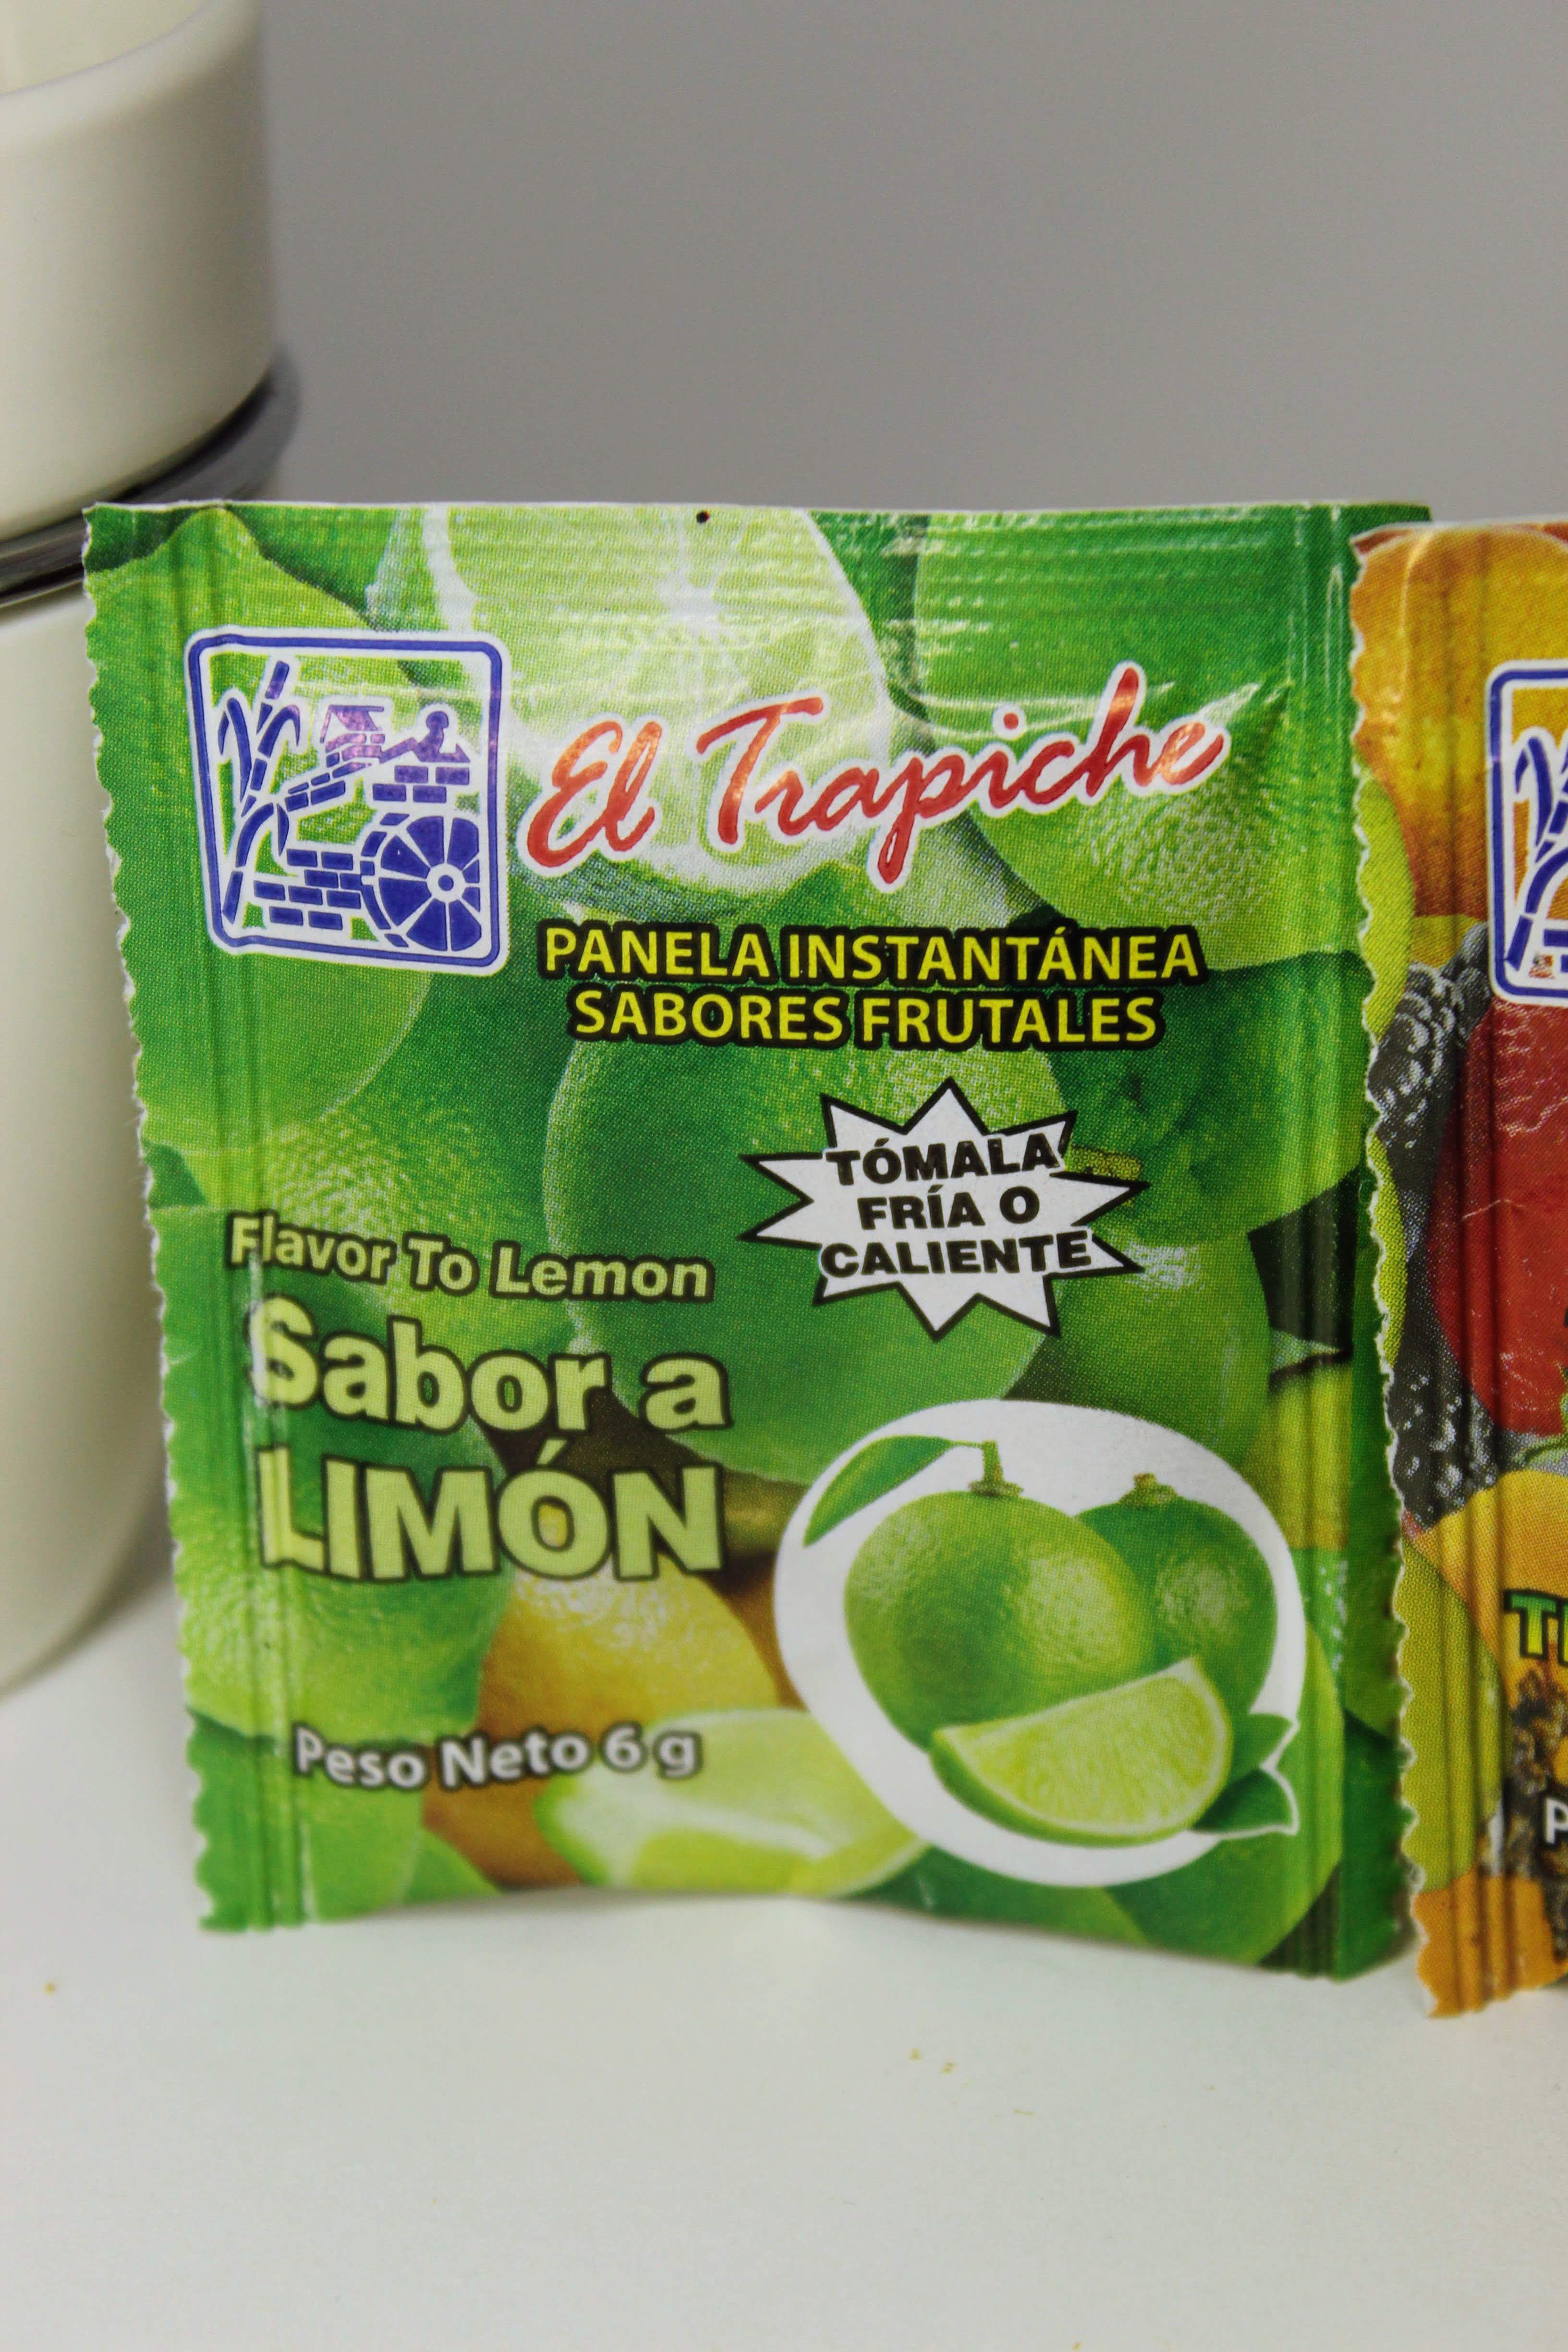 El Trapiche
PANELA INSTANTÁNEA
SABORES FRUTALES
TÓMALA
FRÍA O
CALIENTE
Flavor To Lemon
Sabor a
LIMÓN
Peso Neto 6 g